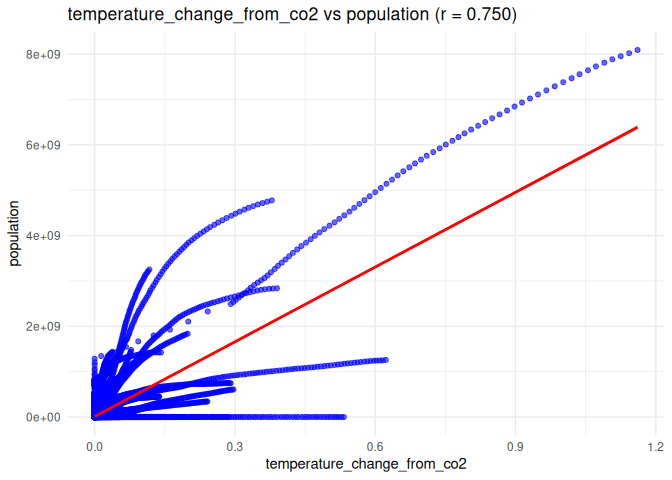 temperature_change_from_co2 vs population (r = 0.750)
8e+09
6e+09
4e+09
2e+09
0e+00
population
0.0 0.3 0.6 0.9 1.2
temperature_change_from_co2